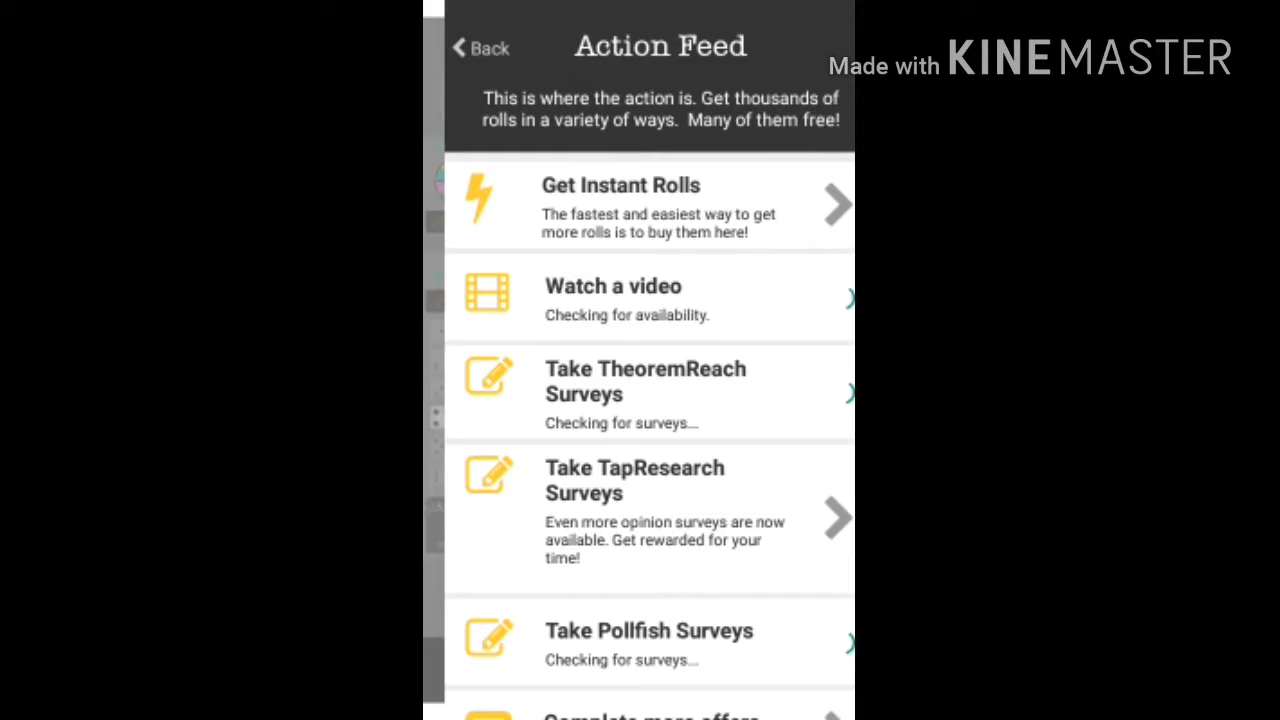 Back
Action Feed
Made with KINEMASTER
This is where the action is. Get thousands of
rolls in a variety of ways. Many of them free!
Get Instant Rolls
The fastest and easiest way to get
more rolls is to buy them here!
Watch a video
Checking for availability.
Take TheoremReach
Surveys
Checking for surveys...
Take TapResearch
Surveys
Even more opinion surveys are now
available. Get rewarded for your
time!
Take Pollfish Surveys
Checking for surveys...
Complete more offers